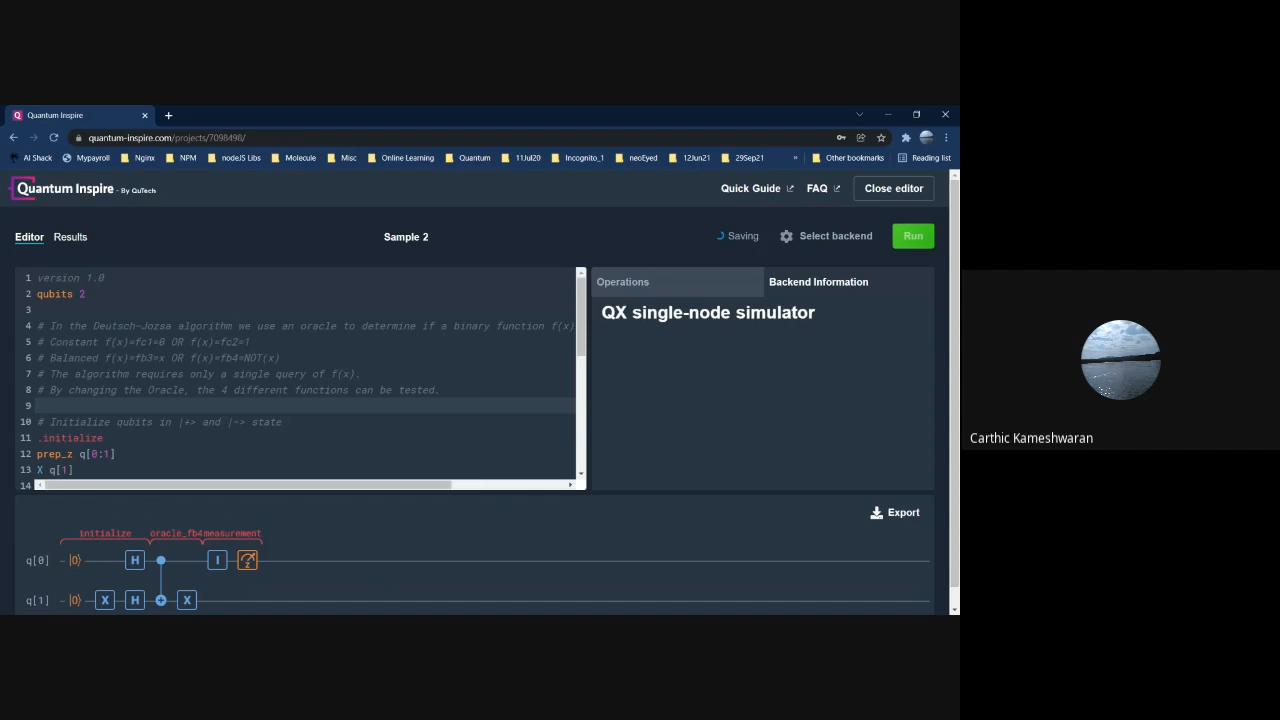 Quantum Inspire
quantum-inspire.com/projects/7098498/
AI Shack Mypayroll Nginx NPM nodeJS Libs Molecule Misc Online Learning Quantum 11Jul20 Incognito_1 neoEyed 12Jun21 29Sep21 » Other bookmarks Reading list
Quantum Inspire - By QuTech Quick Guide FAQ Close editor
Editor Results Sample 2 Saving Select backend Run
Operations Backend Information
QX single-node simulator
1 version 1.0
2 qubits 2
3
4 # In the Deutsch-Jozsa algorithm we use an oracle to determine if a binary function f(x)
5 # Constant f(x)=fc1=0 OR f(x)=fc2=1
6 # Balanced f(x)=fb3=x OR f(x)=fb4=NOT(x)
7 # The algorithm requires only a single query of f(x).
8 # By changing the Oracle, the 4 different functions can be tested.
9
10 # Initialize qubits in |+> and |-> state
11 .initialize
12 prep_z q[0:1]
13 X q[1]
14
Export
initialize oracle_fb4 measurement
q[0] |0⟩ H I z
q[1] |0⟩ X H X
Carthic Kameshwaran